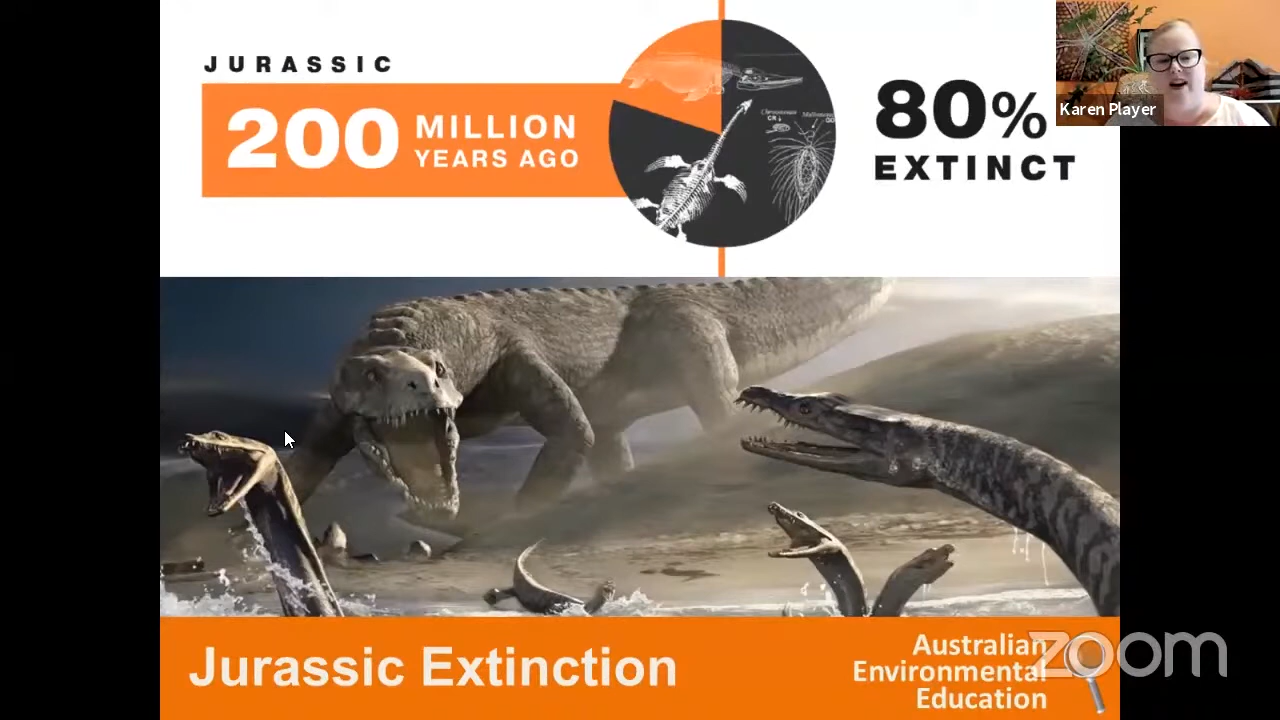 JURASSIC
200 MILLION
YEARS AGO
80%
EXTINCT
Karen Player
Jurassic Extinction
Australian
Environmental
Education
zoom